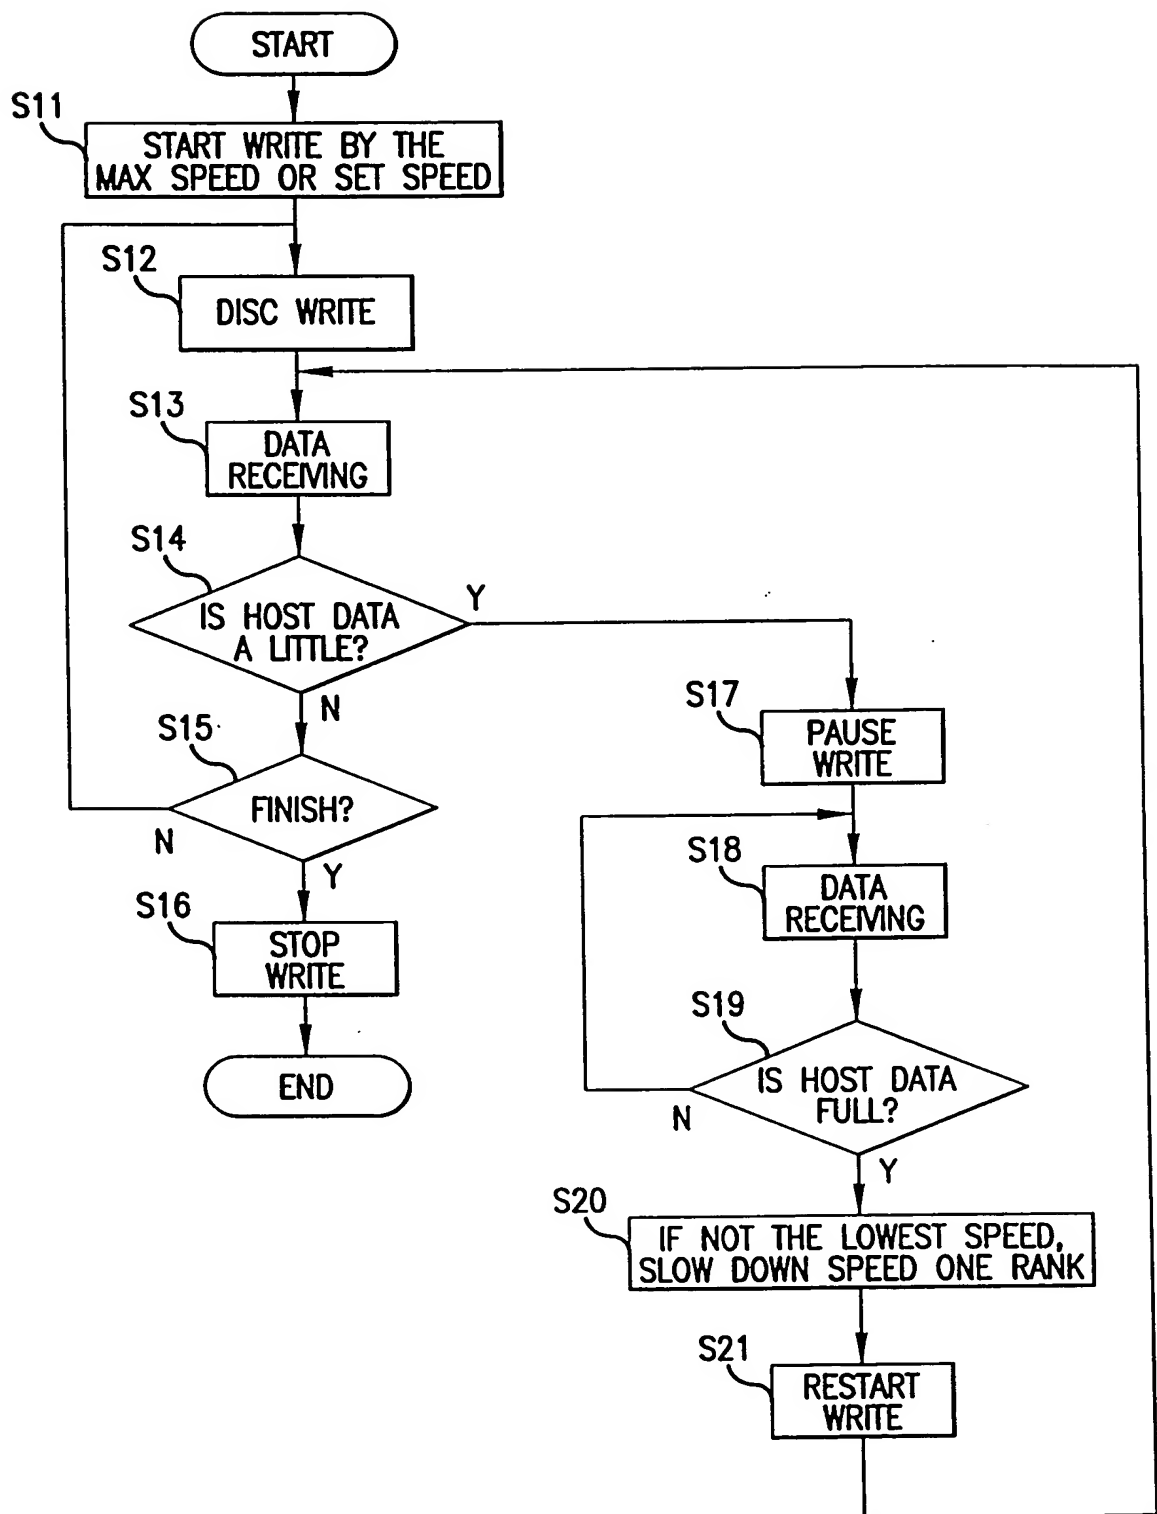 START
S11
START WRITE BY THE
MAX SPEED OR SET SPEED
S12
DISC WRITE
S13
DATA
RECEIVING
S14
IS HOST DATA
A LITTLE?
Y
N
S15
FINISH?
N
Y
S16
STOP
WRITE
END
S17
PAUSE
WRITE
S18
DATA
RECEIVING
S19
IS HOST DATA
FULL?
N
Y
S20
IF NOT THE LOWEST SPEED,
SLOW DOWN SPEED ONE RANK
S21
RESTART
WRITE